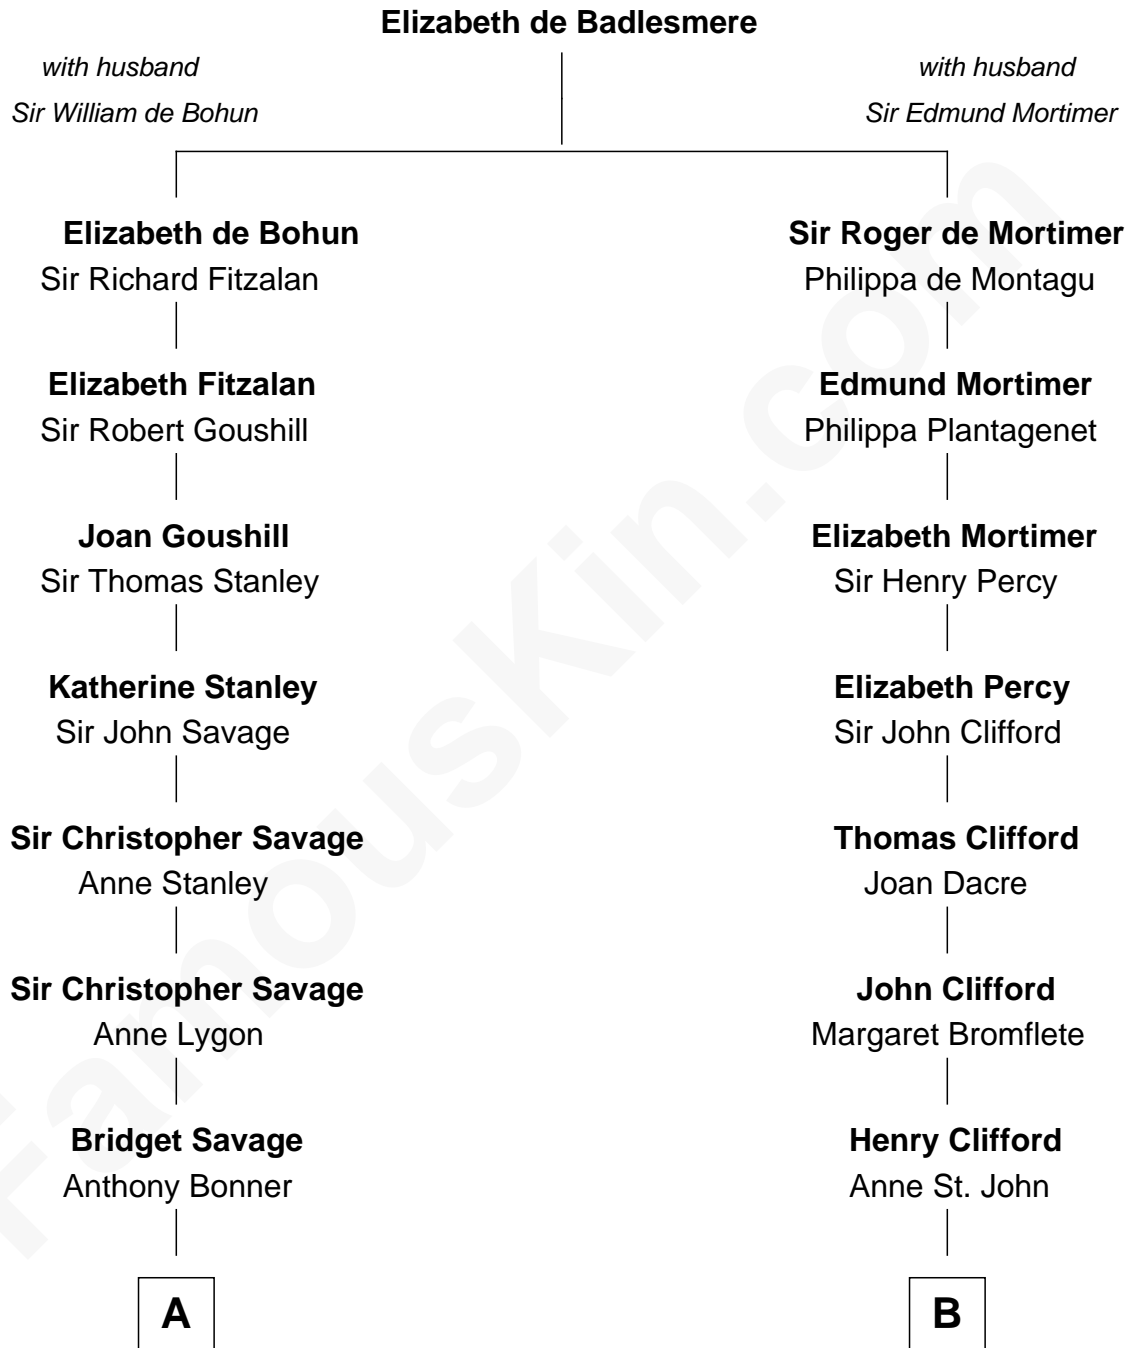 Elizabeth de Badlesmere
with husband
Sir William de Bohun
with husband
Sir Edmund Mortimer
Elizabeth de Bohun
Sir Richard Fitzalan
Sir Roger de Mortimer
Philippa de Montagu
Elizabeth Fitzalan
Sir Robert Goushill
Edmund Mortimer
Philippa Plantagenet
Joan Goushill
Sir Thomas Stanley
Elizabeth Mortimer
Sir Henry Percy
Katherine Stanley
Sir John Savage
Elizabeth Percy
Sir John Clifford
Sir Christopher Savage
Anne Stanley
Thomas Clifford
Joan Dacre
Sir Christopher Savage
Anne Lygon
John Clifford
Margaret Bromflete
Bridget Savage
Anthony Bonner
Henry Clifford
Anne St. John
A
B
FamousKin.com